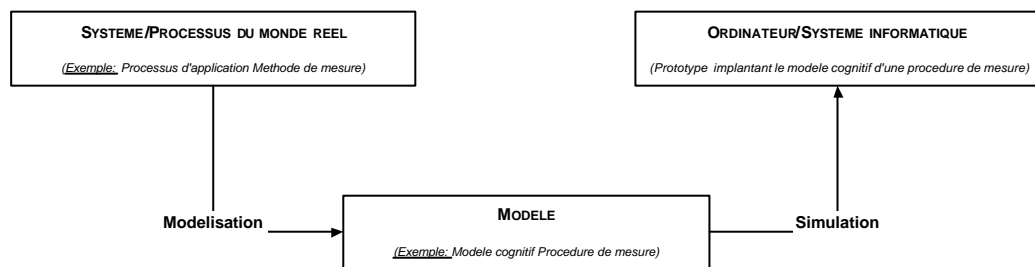 SYSTEME/PROCESSUS DU MONDE REEL
(Exemple: Processus d'application Methode de mesure)
ORDINATEUR/SYSTEME INFORMATIQUE
(Prototype implantant le modele cognitif d'une procedure de mesure)
Modelisation
MODELE
(Exemple: Modele cognitif Procedure de mesure)
Simulation